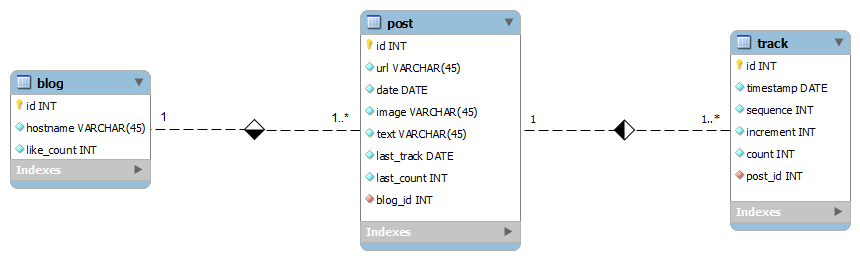 blog
id INT
hostname VARCHAR(45)
like_count INT
Indexes
1
1..*
post
id INT
url VARCHAR(45)
date DATE
image VARCHAR(45)
text VARCHAR(45)
last_track DATE
last_count INT
blog_id INT
Indexes
1
1..*
track
id INT
timestamp DATE
sequence INT
increment INT
count INT
post_id INT
Indexes